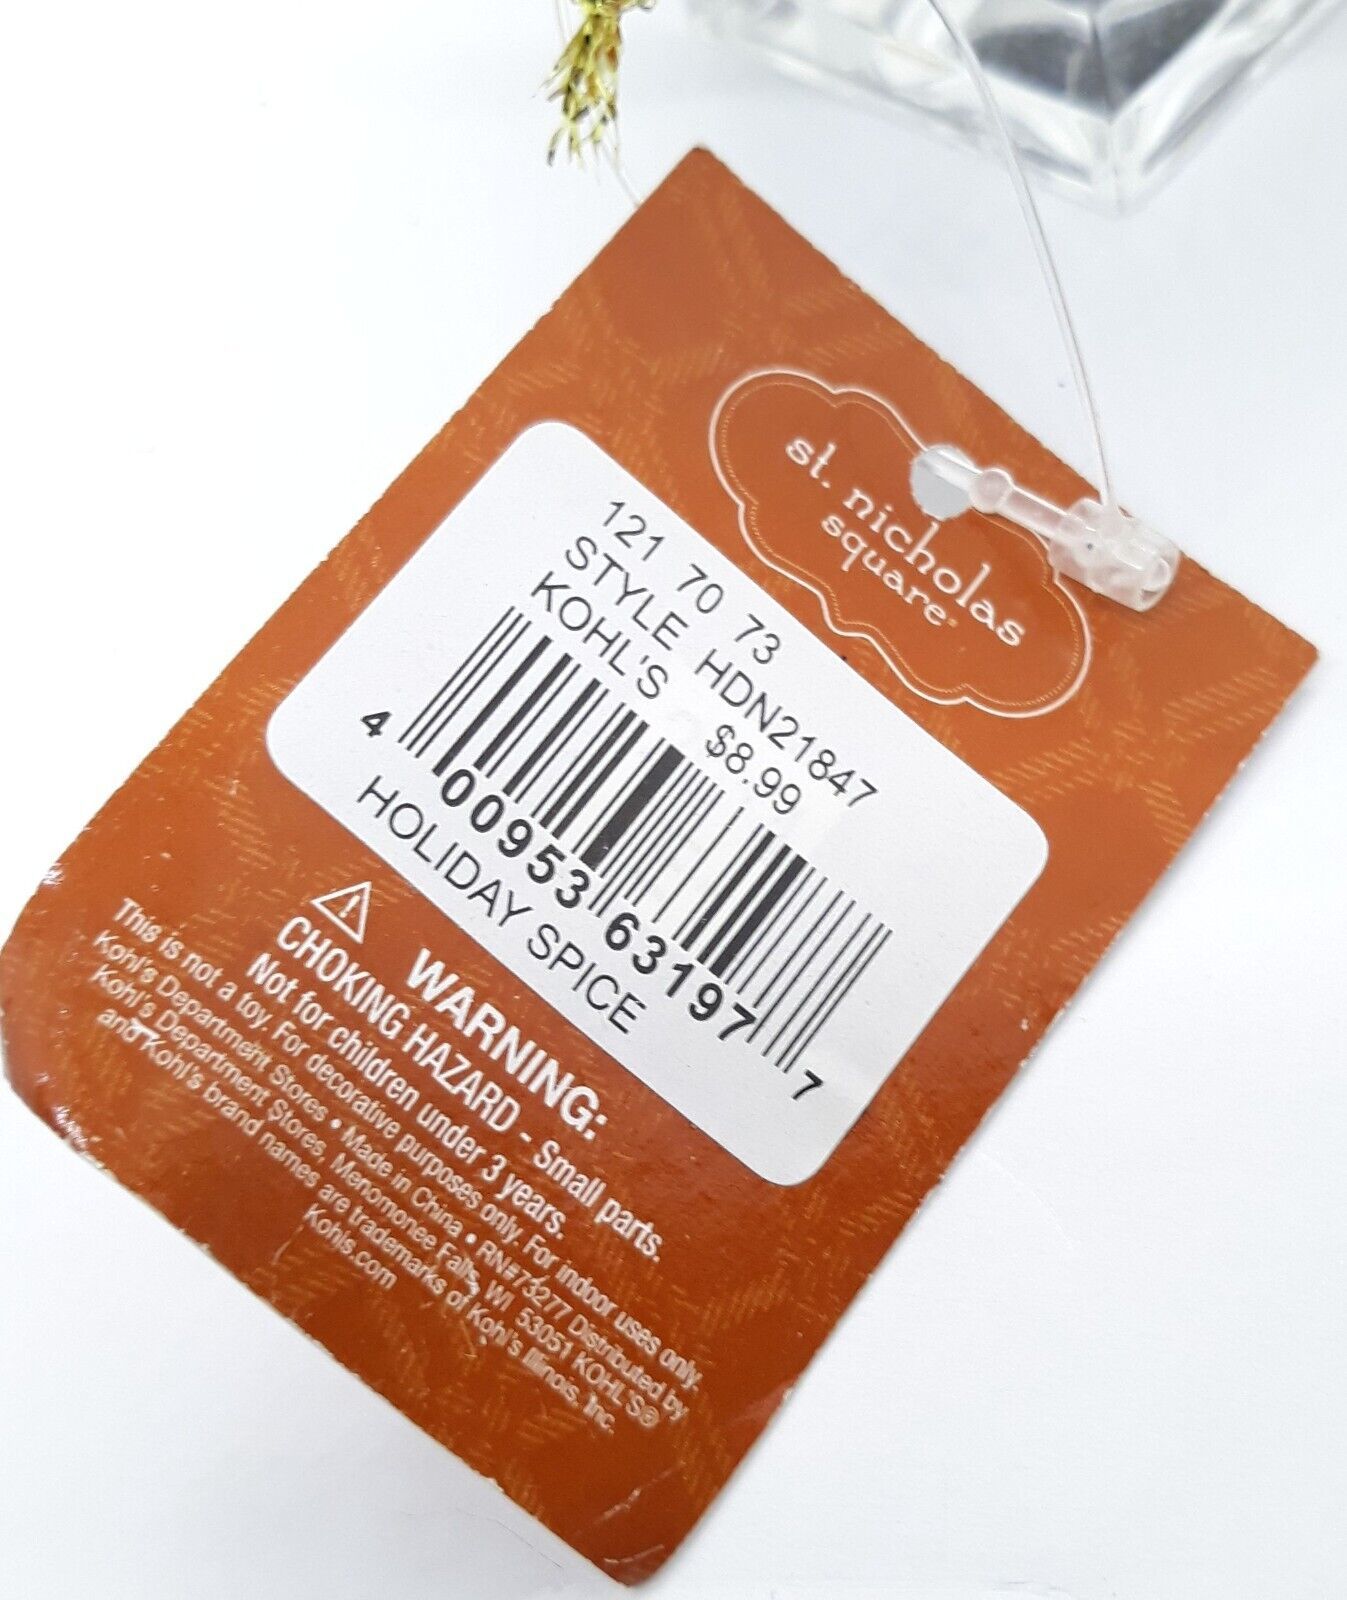 st. nicholas
square
121 70 73
STYLE HDN21847
KOHL'S $8.99
4 00953 63197 7
HOLIDAY SPICE
WARNING:
CHOKING HAZARD - Small parts.
Not for children under 3 years.
This is not a toy. For decorative purposes only. For indoor uses only.
Kohl's Department Stores • Made in China • RN#73277 Distributed by
Kohl's Department Stores, Menomonee Falls, WI 53051 KOHL'S®
and Kohl's brand names are trademarks of Kohl's Illinois, Inc.
Kohls.com